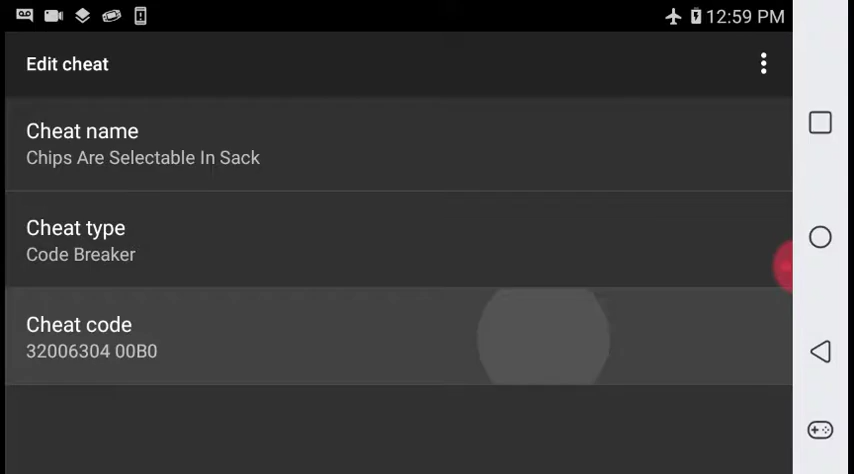 12:59 PM
Edit cheat
Cheat name
Chips Are Selectable In Sack
Cheat type
Code Breaker
Cheat code
32006304 00B0